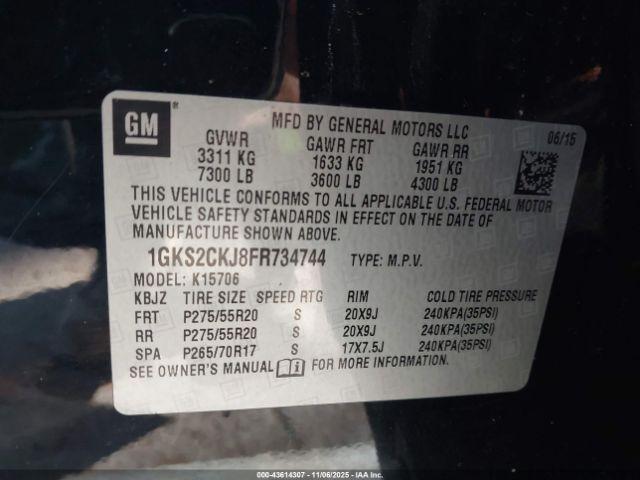 GM ®
MFD BY GENERAL MOTORS LLC
06/15
GVWR GAWR FRT GAWR RR
3311 KG 1633 KG 1951 KG
7300 LB 3600 LB 4300 LB
THIS VEHICLE CONFORMS TO ALL APPLICABLE U.S. FEDERAL MOTOR
VEHICLE SAFETY STANDARDS IN EFFECT ON THE DATE OF
MANUFACTURE SHOWN ABOVE.
1GKS2CKJ8FR734744 TYPE: M.P.V.
MODEL: K15706
KBJZ TIRE SIZE SPEED RTG RIM COLD TIRE PRESSURE
FRT P275/55R20 S 20X9J 240KPA(35PSI)
RR P275/55R20 S 20X9J 240KPA(35PSI)
SPA P265/70R17 S 17X7.5J 240KPA(35PSI)
SEE OWNER'S MANUAL FOR MORE INFORMATION.
000-43614307 - 11/06/2025 - IAAI.COM